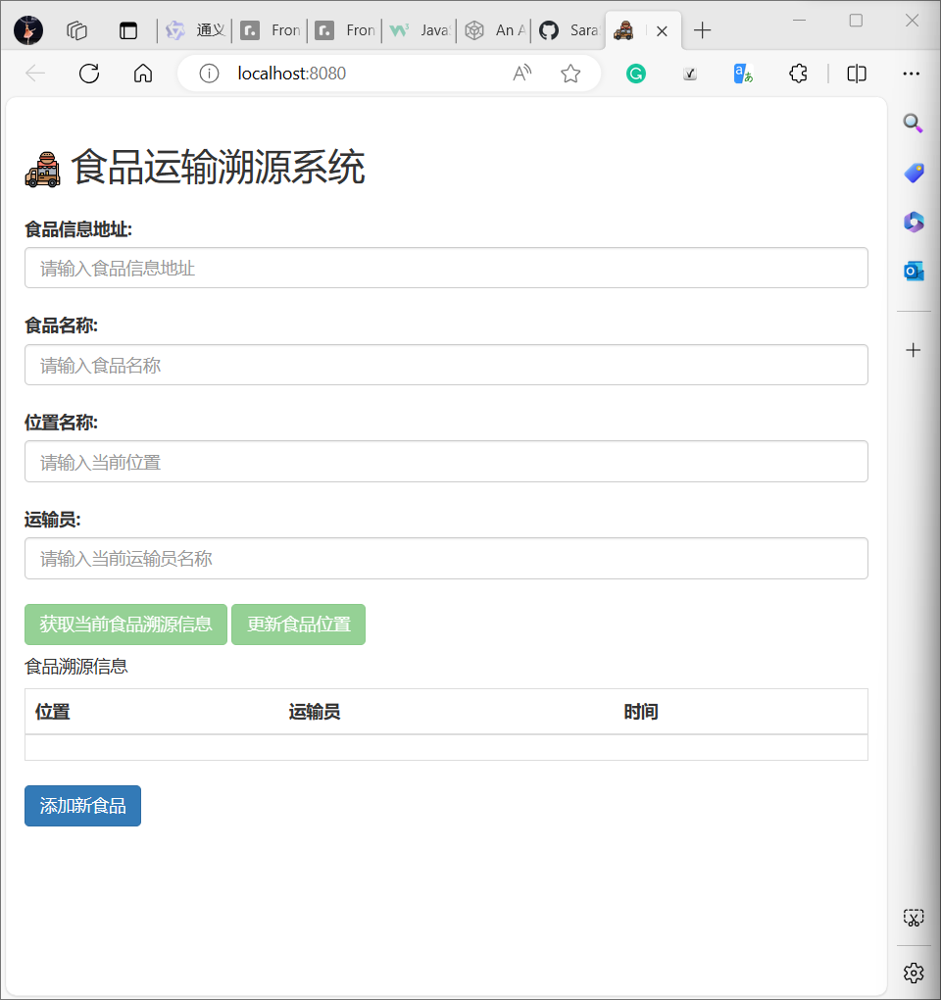 通义
Fron
Fron
Java
An A
Sara
localhost:8080
食品运输溯源系统
食品信息地址:
请输入食品信息地址
食品名称:
请输入食品名称
位置名称:
请输入当前位置
运输员:
请输入当前运输员名称
获取当前食品溯源信息 更新食品位置
食品溯源信息
位置 运输员 时间
添加新食品